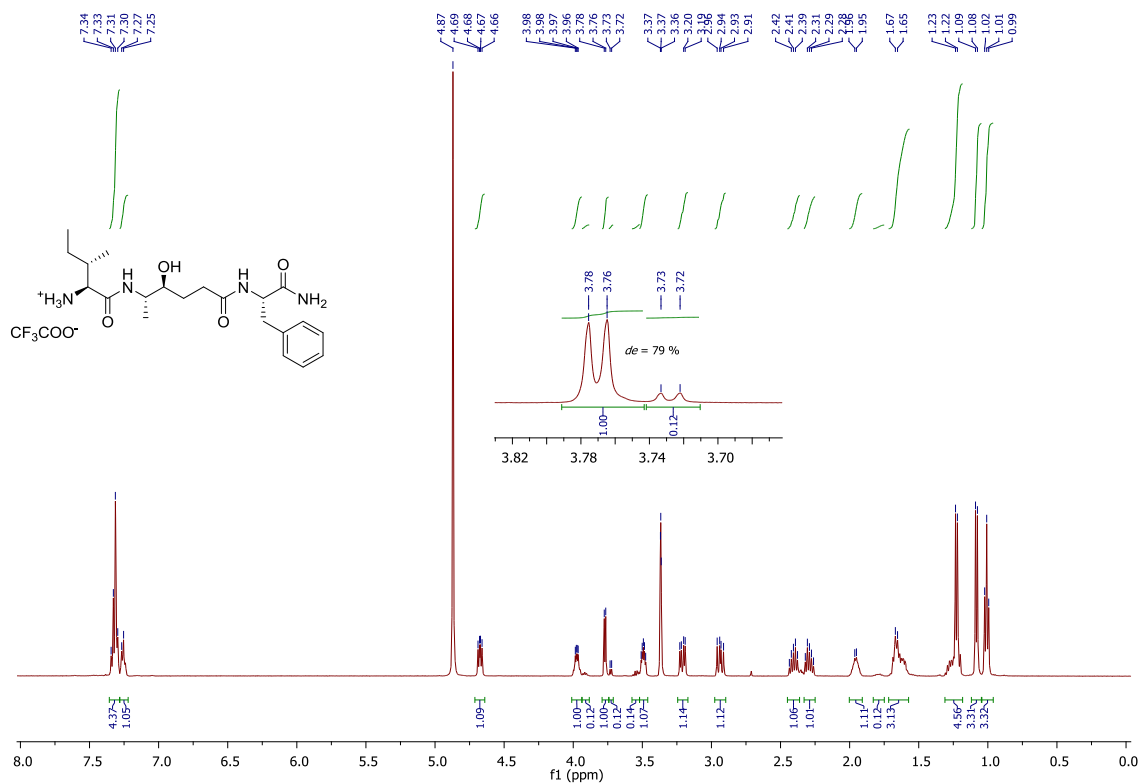 7.34 7.33 7.31 7.30 7.27 7.25 4.87 4.69 4.68 4.67 4.66 3.98 3.98 3.97 3.96 3.78 3.76 3.73 3.72 3.37 3.37 3.36 3.20 3.19 2.96 2.94 2.93 2.91 2.42 2.41 2.39 2.31 2.29 2.28 1.96 1.95 1.67 1.65 1.23 1.22 1.09 1.08 1.02 1.01 0.99
OH
H
N
O
NH2
+H3N
N
H
O
O
CF3COO-
3.78 3.76 3.73 3.72
de = 79 %
1.00 0.12
3.82 3.78 3.74 3.70
4.37 1.05 1.09 1.00 0.12 1.00 0.12 0.14 1.07 1.14 1.12 1.06 1.01 1.11 0.12 3.13 4.56 3.31 3.32
8.0 7.5 7.0 6.5 6.0 5.5 5.0 4.5 4.0 3.5 3.0 2.5 2.0 1.5 1.0 0.5 0.0
f1 (ppm)